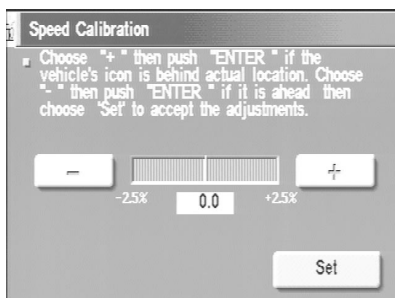 Speed Calibration
Choose "+ " then push "ENTER " if the
vehicle's icon is behind actual location. Choose
"- " then push "ENTER " if it is ahead then
choose 'Set' to accept the adjustments.
− +
-2.5% 0.0 +2.5%
Set